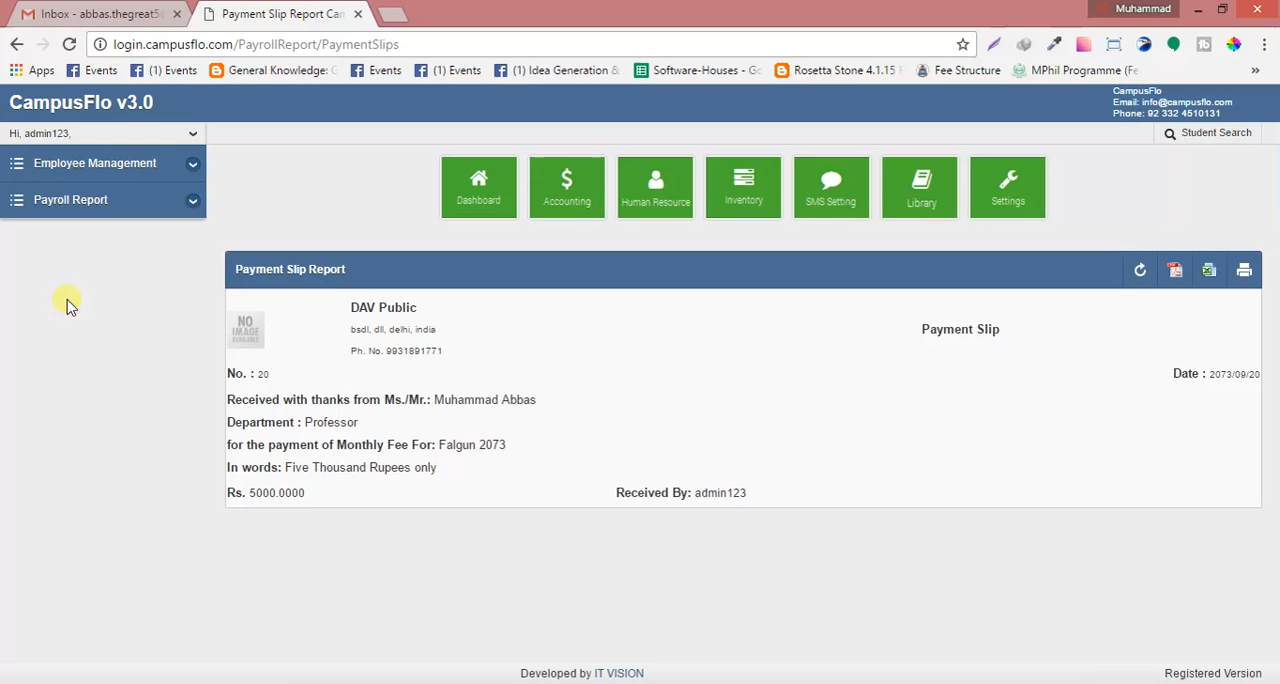 Inbox - abbas.thegreat5
Payment Slip Report Can
Muhammad
login.campusflo.com/PayrollReport/PaymentSlips
Apps
Events
(1) Events
General Knowledge:
Events
(1) Events
(1) Idea Generation &
Software-Houses - Go
Rosetta Stone 4.1.15
Fee Structure
MPhil Programme (Fe
»
CampusFlo v3.0
CampusFlo
Email: info@campusflo.com
Phone: 92 332 4510131
Hi, admin123,
Student Search
Employee Management
Payroll Report
Dashboard
Accounting
Human Resource
Inventory
SMS Setting
Library
Settings
Payment Slip Report
NO
IMAGE
AVAILABLE
DAV Public
bsdl, dll, delhi, india
Ph. No. 9931891771
Payment Slip
No. : 20
Date : 2073/09/20
Received with thanks from Ms./Mr.: Muhammad Abbas
Department : Professor
for the payment of Monthly Fee For: Falgun 2073
In words: Five Thousand Rupees only
Rs. 5000.0000
Received By: admin123
Developed by IT VISION
Registered Version